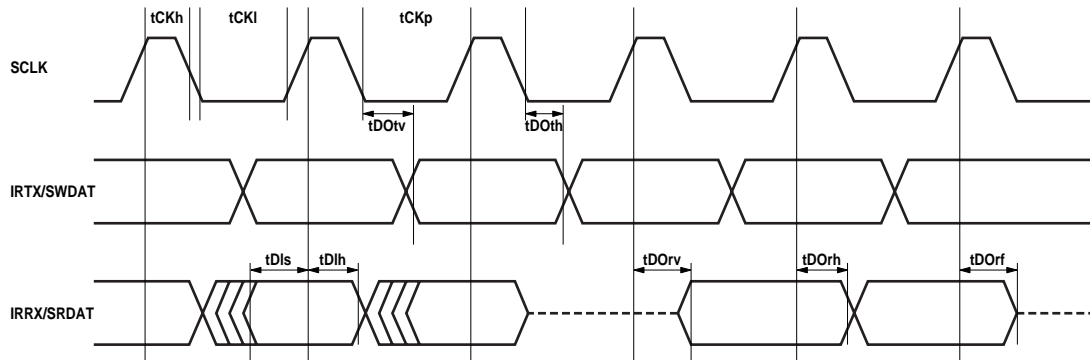 tCKh tCKl tCKp
SCLK
tDOtv tDOth
IRTX/SWDAT
tDIs tDIh tDOrv tDOrh tDOrf
IRRX/SRDAT